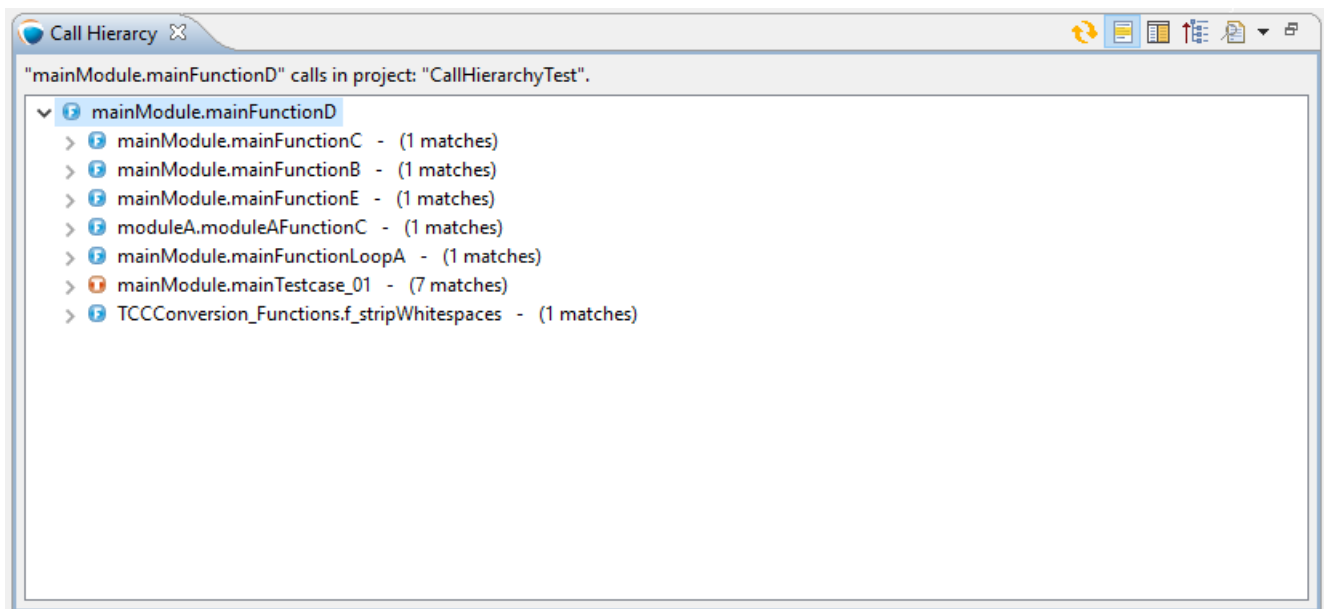 Call Hierarcy
"mainModule.mainFunctionD" calls in project: "CallHierarchyTest".
mainModule.mainFunctionD
mainModule.mainFunctionC - (1 matches)
mainModule.mainFunctionB - (1 matches)
mainModule.mainFunctionE - (1 matches)
moduleA.moduleAFunctionC - (1 matches)
mainModule.mainFunctionLoopA - (1 matches)
mainModule.mainTestcase_01 - (7 matches)
TCCConversion_Functions.f_stripWhitespaces - (1 matches)